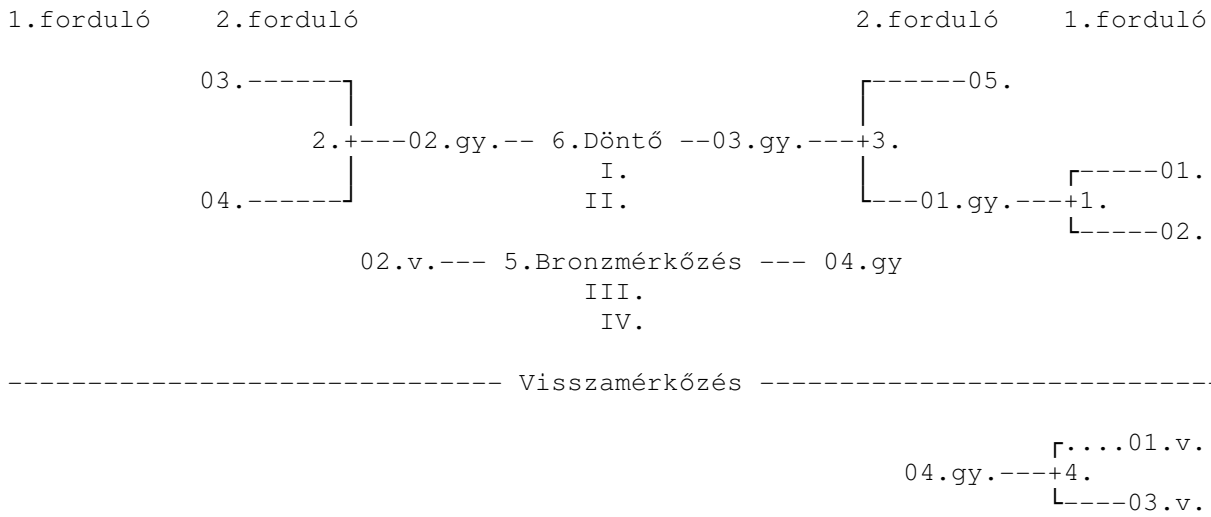 1.forduló 2.forduló 2.forduló 1.forduló
03.------┐ ┌------05.
2.+---02.gy.-- 6.Döntő --03.gy.---+3.
I. ┌-----01.
04.------┘ II. └---01.gy.---+1.
└-----02.
02.v.--- 5.Bronzmérkőzés --- 04.gy
III.
IV.
------------------------------- Visszamérkőzés -----------------------------
┌....01.v.
04.gy.---+4.
└----03.v.